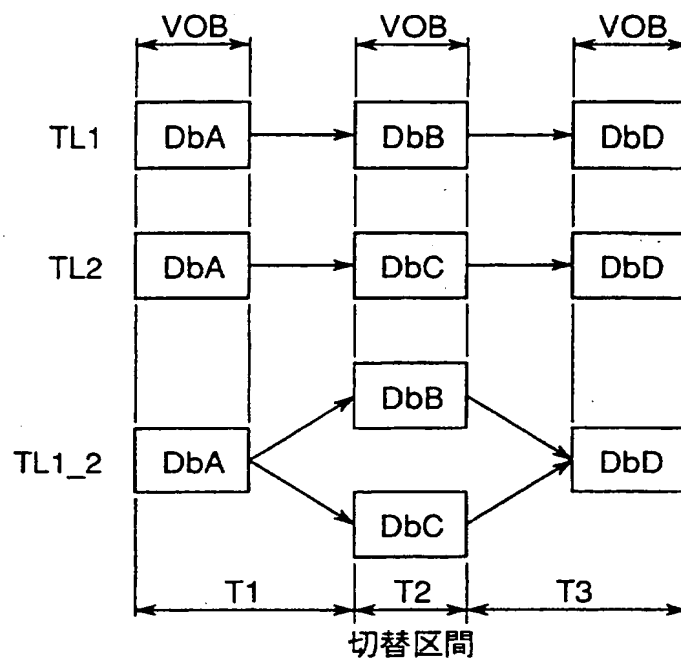 VOB VOB VOB
TL1 DbA DbB DbD
TL2 DbA DbC DbD
DbB
TL1_2 DbA DbD
DbC
T1 T2 T3
切替区間